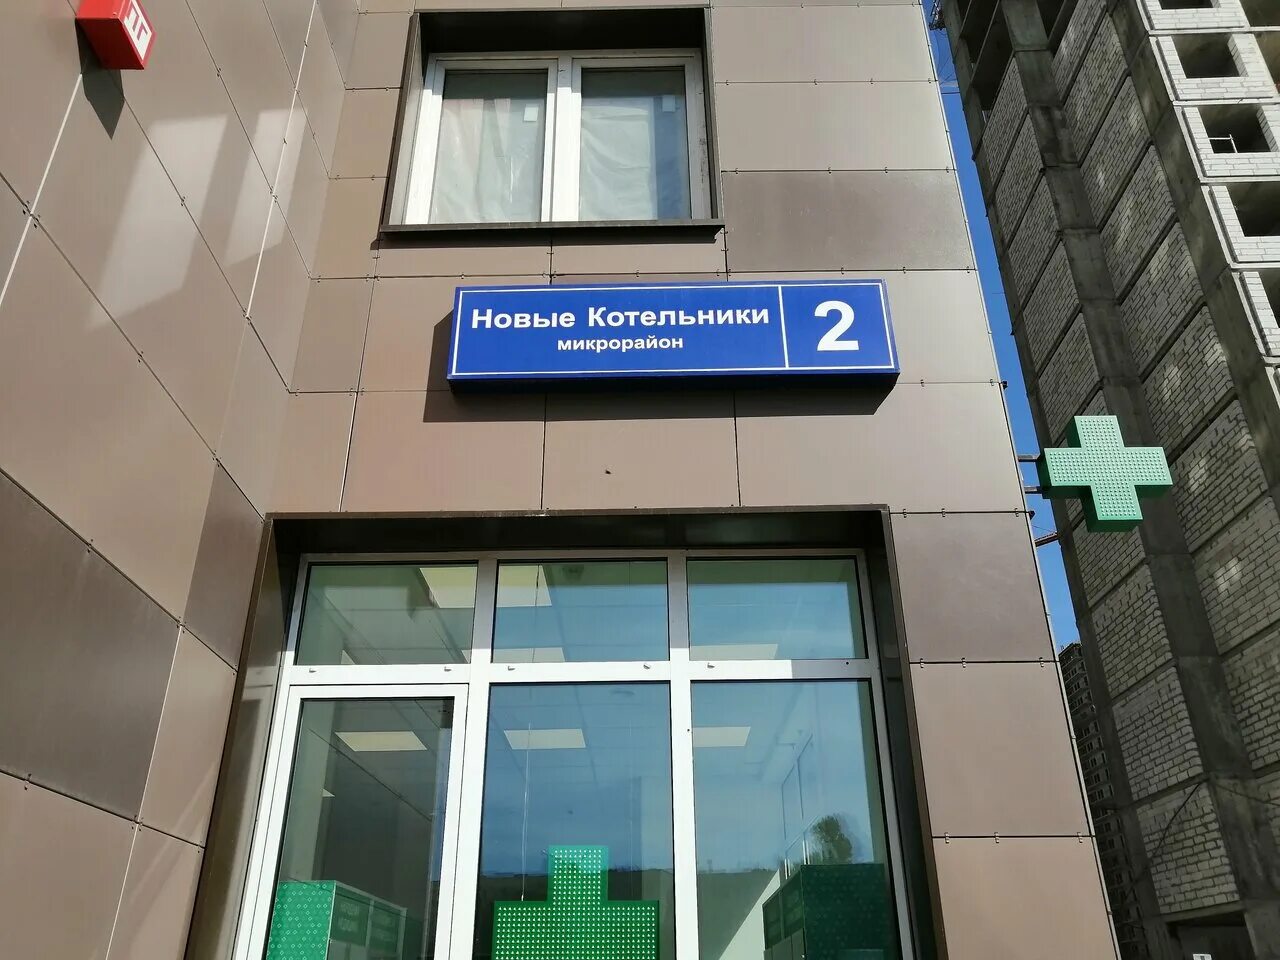 Новые Котельники
микрорайон
2